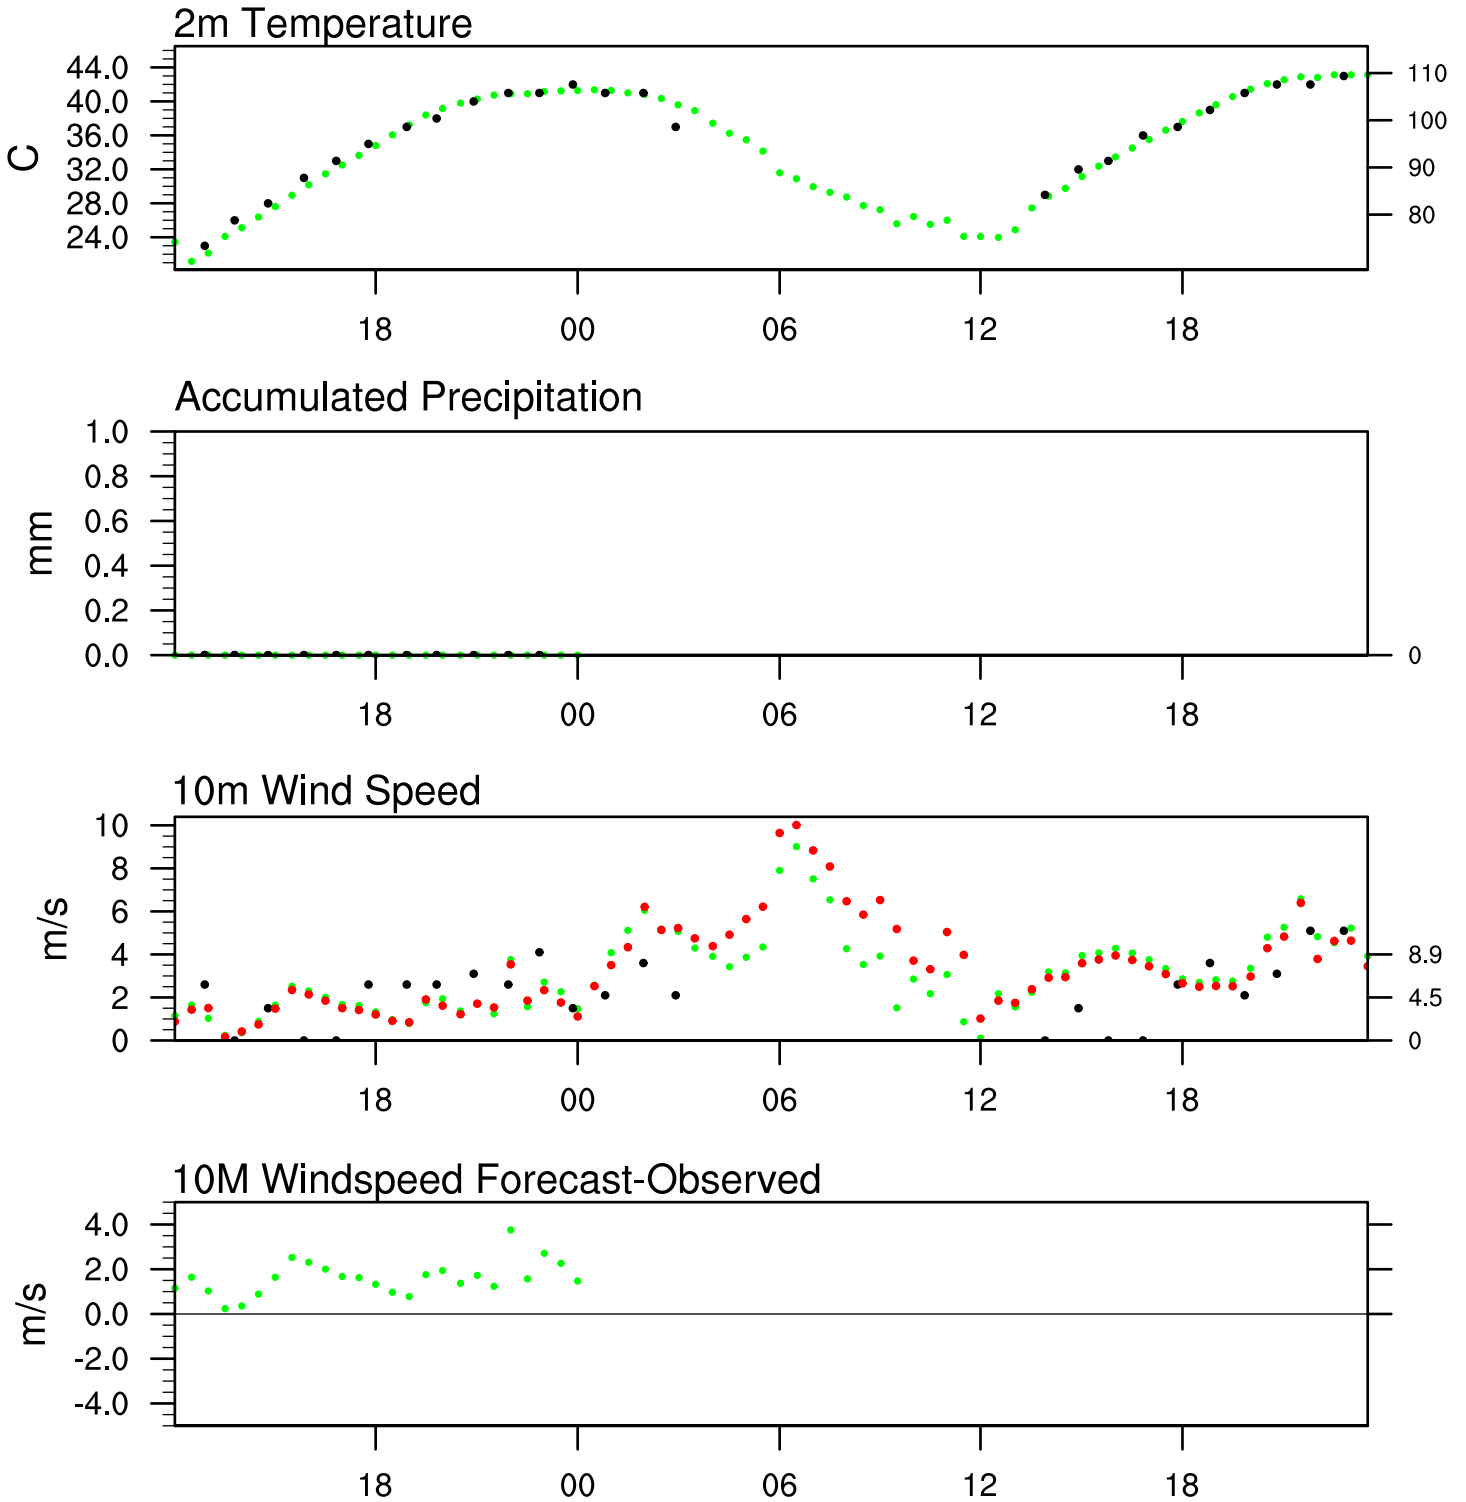 2m Temperature
44.0
40.0
36.0
32.0
28.0
24.0
C
110
100
90
80
18 00 06 12 18
Accumulated Precipitation
1.0
0.8
0.6
0.4
0.2
0.0
mm
0
18 00 06 12 18
10m Wind Speed
10
8
6
4
2
0
m/s
8.9
4.5
0
18 00 06 12 18
10M Windspeed Forecast-Observed
4.0
2.0
0.0
-2.0
-4.0
m/s
18 00 06 12 18